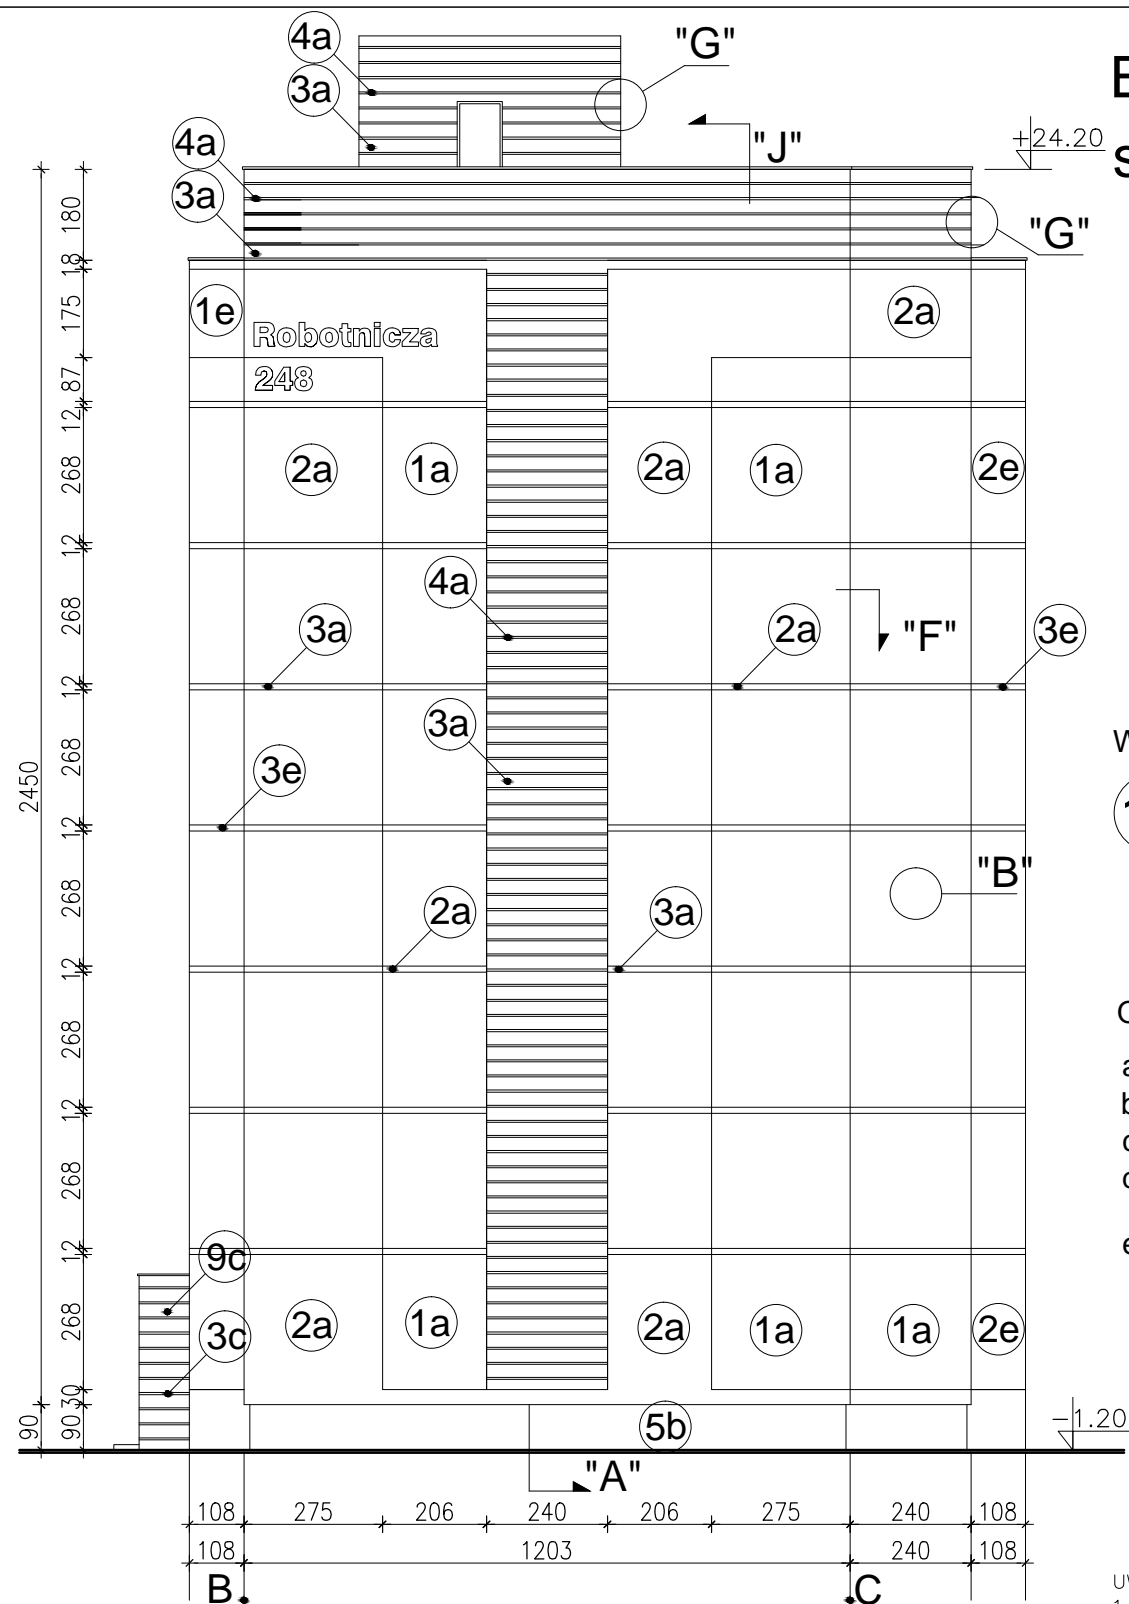 4a
"G"
E
3a
"J"
+24.20
4a
s
3a
"G"
180
18
1e
2a
175
Robotnicza
248
87
12
2a
1a
2a
1a
2e
268
12
4a
268
3a
2a
"F"
3e
12
3a
W
268
3e
2450
12
"B"
268
2a
3a
12
268
12
268
12
9c
268
2a
1a
2a
1a
1a
2e
3c
30
90
90
5b
-1.20
"A"
108
275
206
240
206
275
240
108
108
1203
240
108
B
C